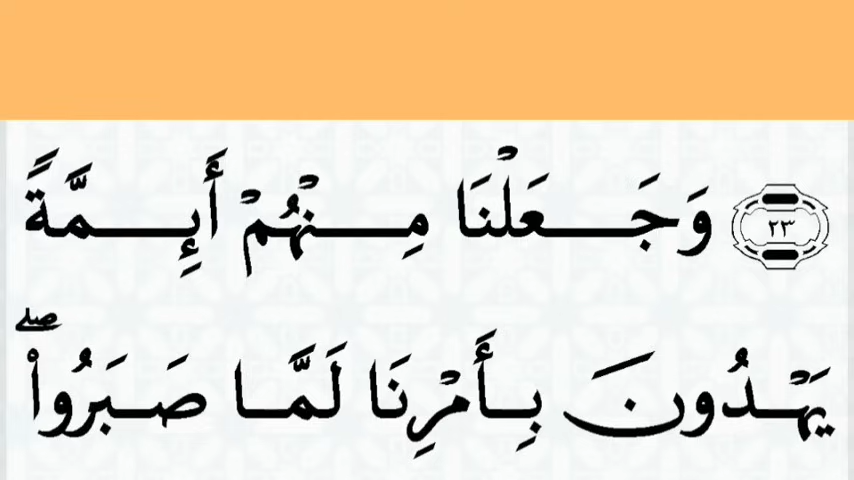 ٢٣ وَجَعَلْنَا مِنْهُمْ أَئِمَّةً
يَهْدُونَ بِأَمْرِنَا لَمَّا صَبَرُوا۟ ۖ